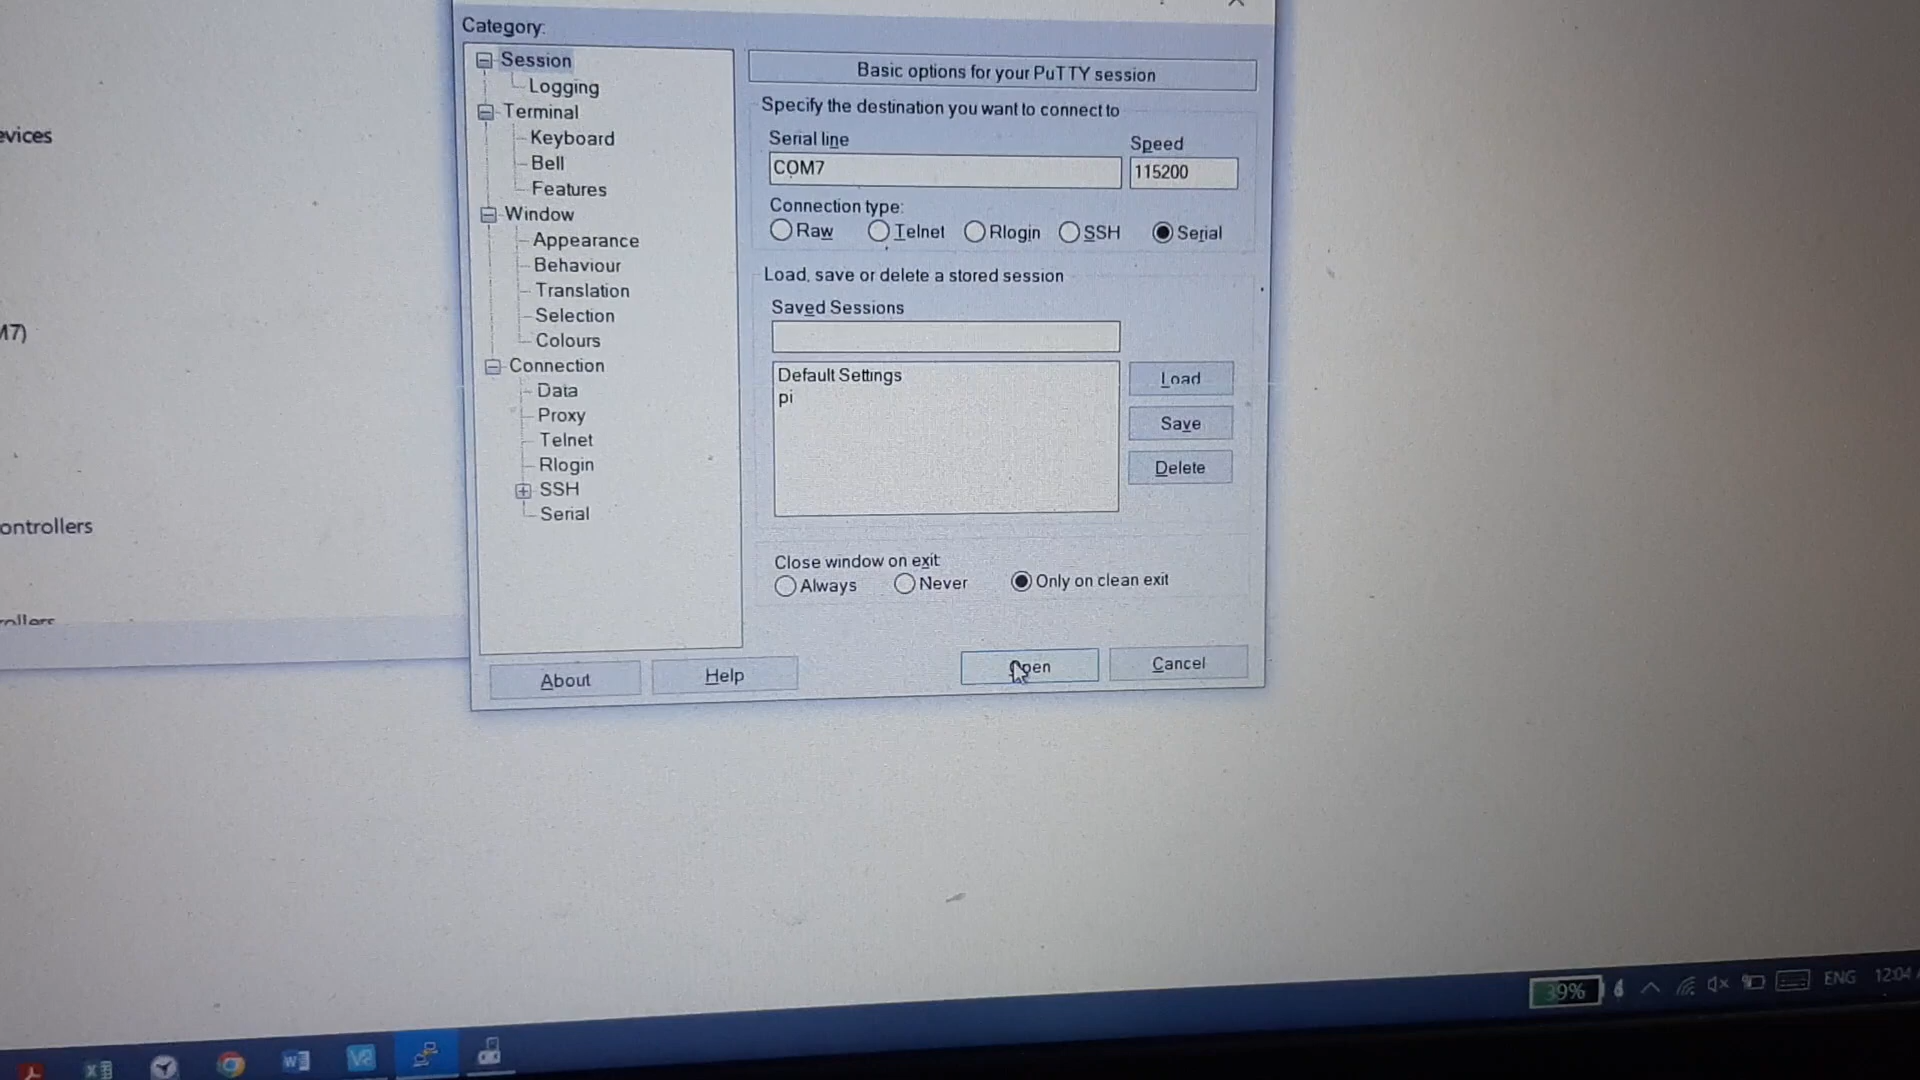 Category:
Session
Logging
Terminal
Keyboard
Bell
Features
Window
Appearance
Behaviour
Translation
Selection
Colours
Connection
Data
Proxy
Telnet
Rlogin
SSH
Serial
Basic options for your PuTTY session
Specify the destination you want to connect to
Serial line
Speed
COM7
115200
Connection type:
Raw
Telnet
Rlogin
SSH
Serial
Load, save or delete a stored session
Saved Sessions
Default Settings
pi
Load
Save
Delete
Close window on exit:
Always
Never
Only on clean exit
About
Help
Open
Cancel
evices
M7)
ontrollers
39%
ENG
12:04